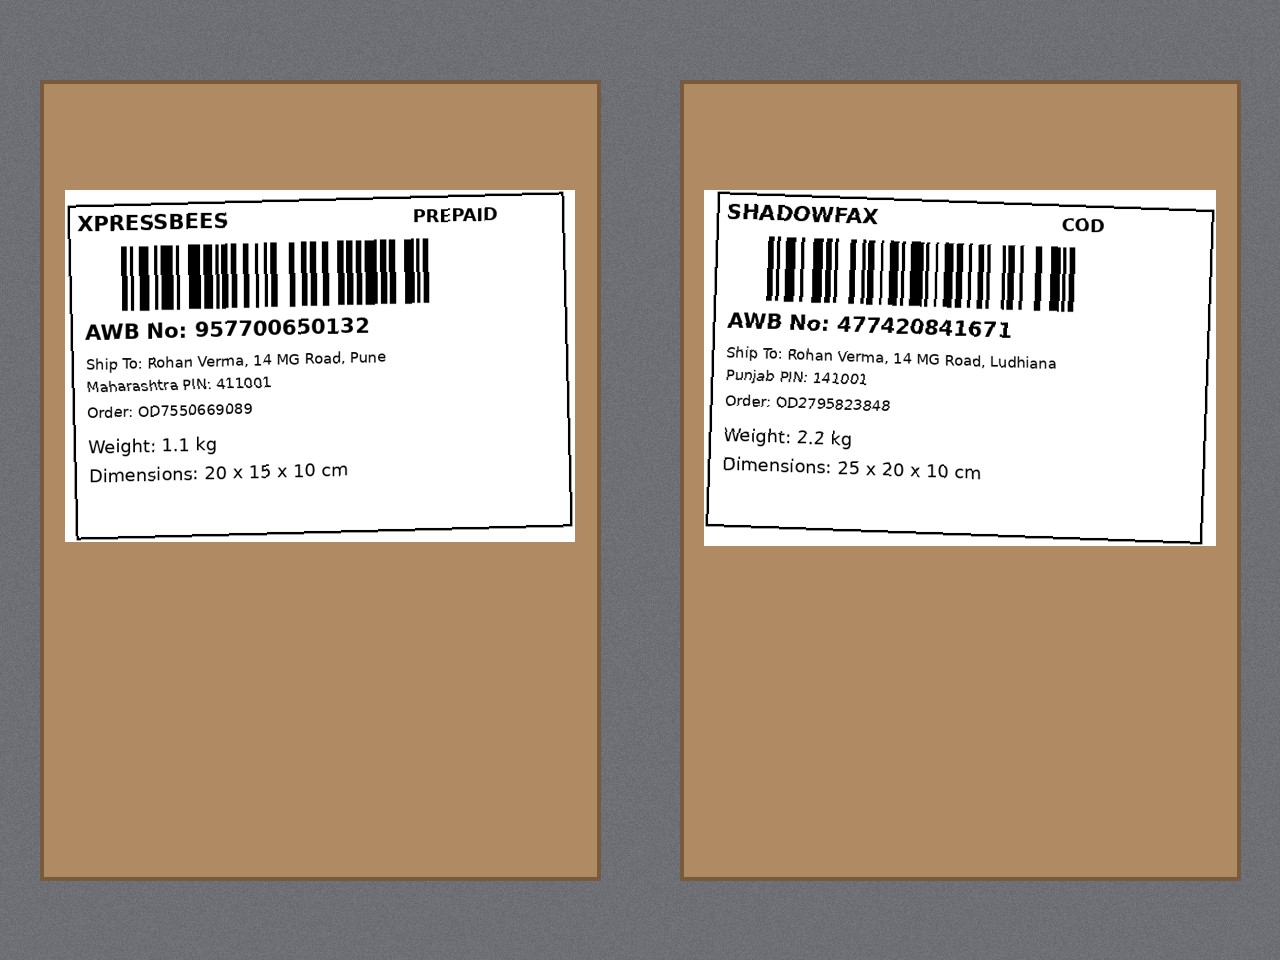 XPRESSBEES
PREPAID
AWB No: 957700650132
Ship To: Rohan Verma, 14 MG Road, Pune
Maharashtra PIN: 411001
Order: OD7550669089
Weight: 1.1 kg
Dimensions: 20 x 15 x 10 cm
SHADOWFAX
COD
AWB No: 477420841671
Ship To: Rohan Verma, 14 MG Road, Ludhiana
Punjab PIN: 141001
Order: OD2795823848
Weight: 2.2 kg
Dimensions: 25 x 20 x 10 cm